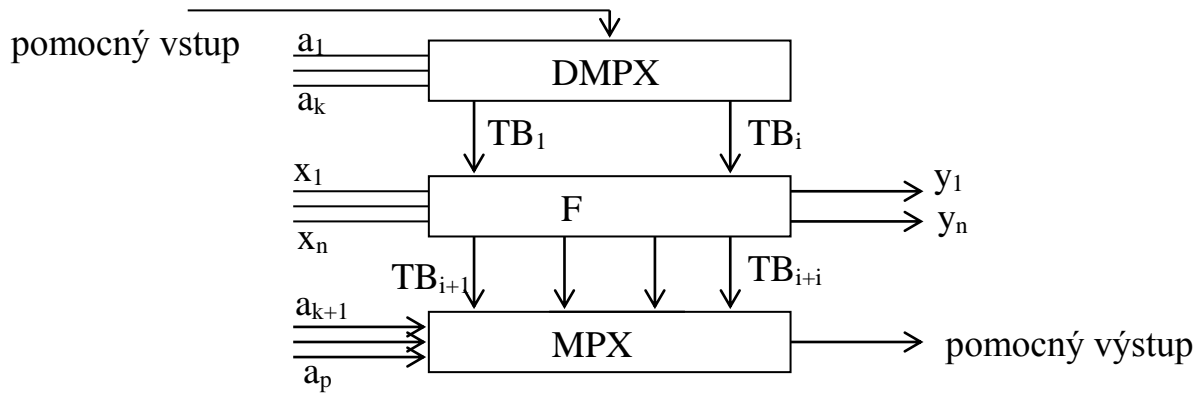 pomocný vstup
a1
DMPX
ak
TB1
TBi
x1
F
y1
xn
yn
TBi+1
TBi+i
ak+1
MPX
pomocný výstup
ap